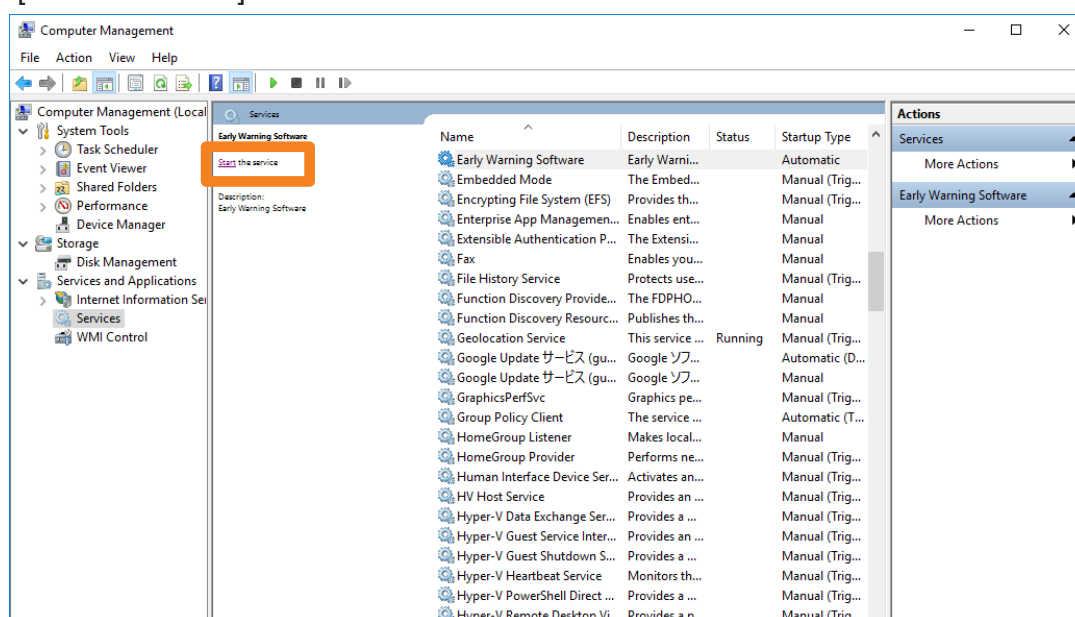 Computer Management
File Action View Help
Computer Management (Local
System Tools
Task Scheduler
Event Viewer
Shared Folders
Performance
Device Manager
Storage
Disk Management
Services and Applications
Internet Information Se
Services
WMI Control
Services
Early Warning Software
Start the service
Description:
Early Warning Software
Name Description Status Startup Type
Early Warning Software Early Warni... Automatic
Embedded Mode The Embed... Manual (Trig...
Encrypting File System (EFS) Provides th... Manual (Trig...
Enterprise App Managemen... Enables ent... Manual
Extensible Authentication P... The Extensi... Manual
Fax Enables you... Manual
File History Service Protects use... Manual (Trig...
Function Discovery Provide... The FDPHO... Manual
Function Discovery Resourc... Publishes th... Manual
Geolocation Service This service ... Running Manual (Trig...
Google Update サービス (gu... Google ソフ... Automatic (D...
Google Update サービス (gu... Google ソフ... Manual
GraphicsPerfSvc Graphics pe... Manual (Trig...
Group Policy Client The service ... Automatic (T...
HomeGroup Listener Makes local... Manual
HomeGroup Provider Performs ne... Manual (Trig...
Human Interface Device Ser... Activates an... Manual (Trig...
HV Host Service Provides an ... Manual (Trig...
Hyper-V Data Exchange Ser... Provides a ... Manual (Trig...
Hyper-V Guest Service Inter... Provides an ... Manual (Trig...
Hyper-V Guest Shutdown S... Provides a ... Manual (Trig...
Hyper-V Heartbeat Service Monitors th... Manual (Trig...
Hyper-V PowerShell Direct ... Provides a ... Manual (Trig...
Hyper-V Remote Desktop Vi... Provides a p... Manual (Trig...
Actions
Services
More Actions
Early Warning Software
More Actions